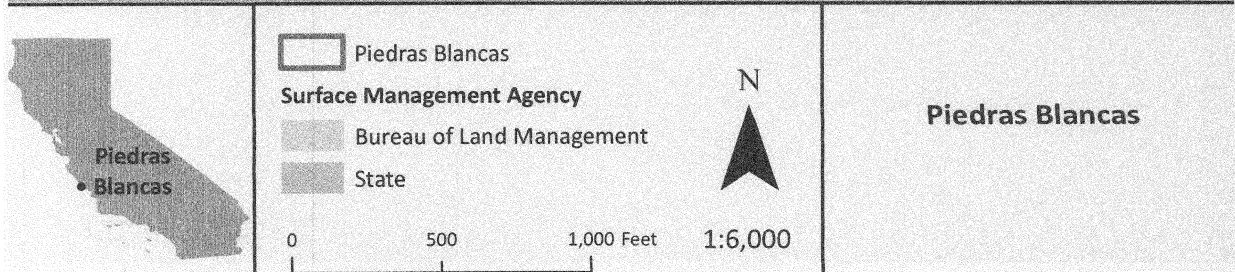 Piedras
Blancas
Piedras Blancas
Surface Management Agency
Bureau of Land Management
State
0 500 1,000 Feet
N
1:6,000
Piedras Blancas